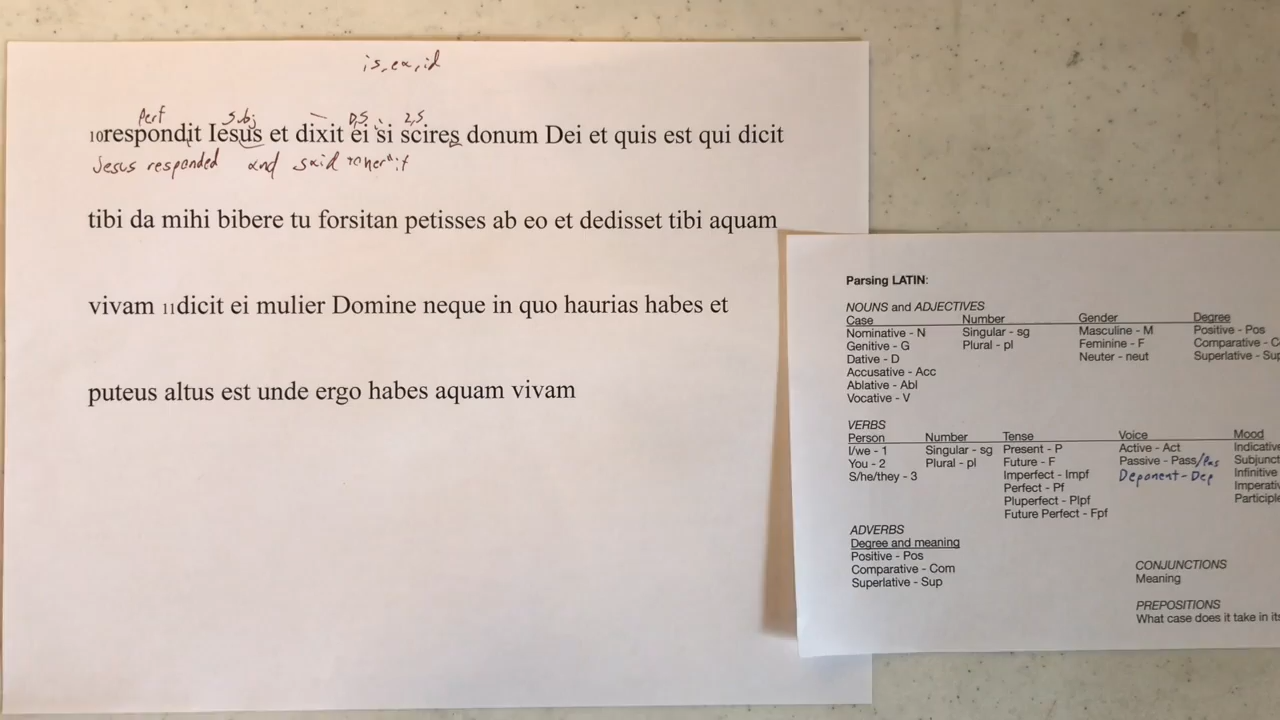 is, ea, id
Perf Subj D,S 2,S
10respondit Iesus et dixit ei si scires donum Dei et quis est qui dicit
Jesus responded and said to her "if
tibi da mihi bibere tu forsitan petisses ab eo et dedisset tibi aquam
vivam 11dicit ei mulier Domine neque in quo haurias habes et
puteus altus est unde ergo habes aquam vivam
Parsing LATIN:
NOUNS and ADJECTIVES
Case Number Gender Degree
Nominative - N Singular - sg Masculine - M Positive - Pos
Genitive - G Plural - pl Feminine - F Comparative - C
Dative - D Neuter - neut Superlative - Sup
Accusative - Acc
Ablative - Abl
Vocative - V
VERBS
Person Number Tense Voice Mood
I/we - 1 Singular - sg Present - P Active - Act Indicative
You - 2 Plural - pl Future - F Passive - Pass/Pas Subjunct
S/he/they - 3 Imperfect - Impf Deponent - Dep Infinitive
Perfect - Pf Imperati
Pluperfect - Plpf Participle
Future Perfect - Fpf
ADVERBS
Degree and meaning
Positive - Pos
Comparative - Com
Superlative - Sup
CONJUNCTIONS
Meaning
PREPOSITIONS
What case does it take in its